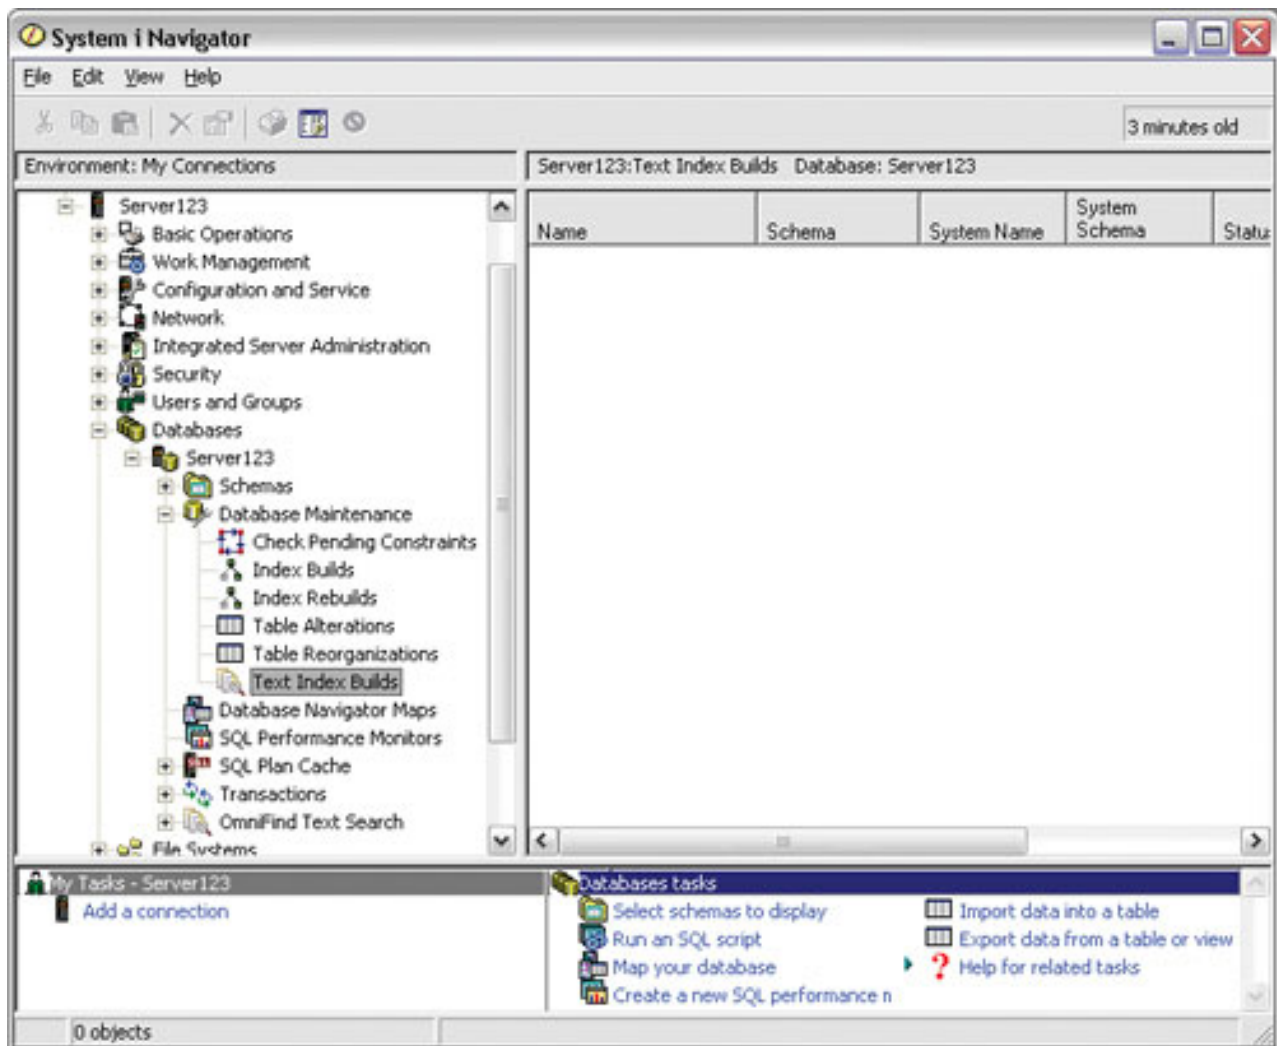 System i Navigator
File Edit View Help
3 minutes old
Environment: My Connections
Server123:Text Index Builds Database: Server123
Server123
Basic Operations
Work Management
Configuration and Service
Network
Integrated Server Administration
Security
Users and Groups
Databases
Server123
Schemas
Database Maintenance
Check Pending Constraints
Index Builds
Index Rebuilds
Table Alterations
Table Reorganizations
Text Index Builds
Database Navigator Maps
SQL Performance Monitors
SQL Plan Cache
Transactions
OmniFind Text Search
File Systems
Name Schema System Name System Schema Statu
My Tasks - Server123
Add a connection
Databases tasks
Select schemas to display
Run an SQL script
Map your database
Create a new SQL performance n
Import data into a table
Export data from a table or view
Help for related tasks
0 objects